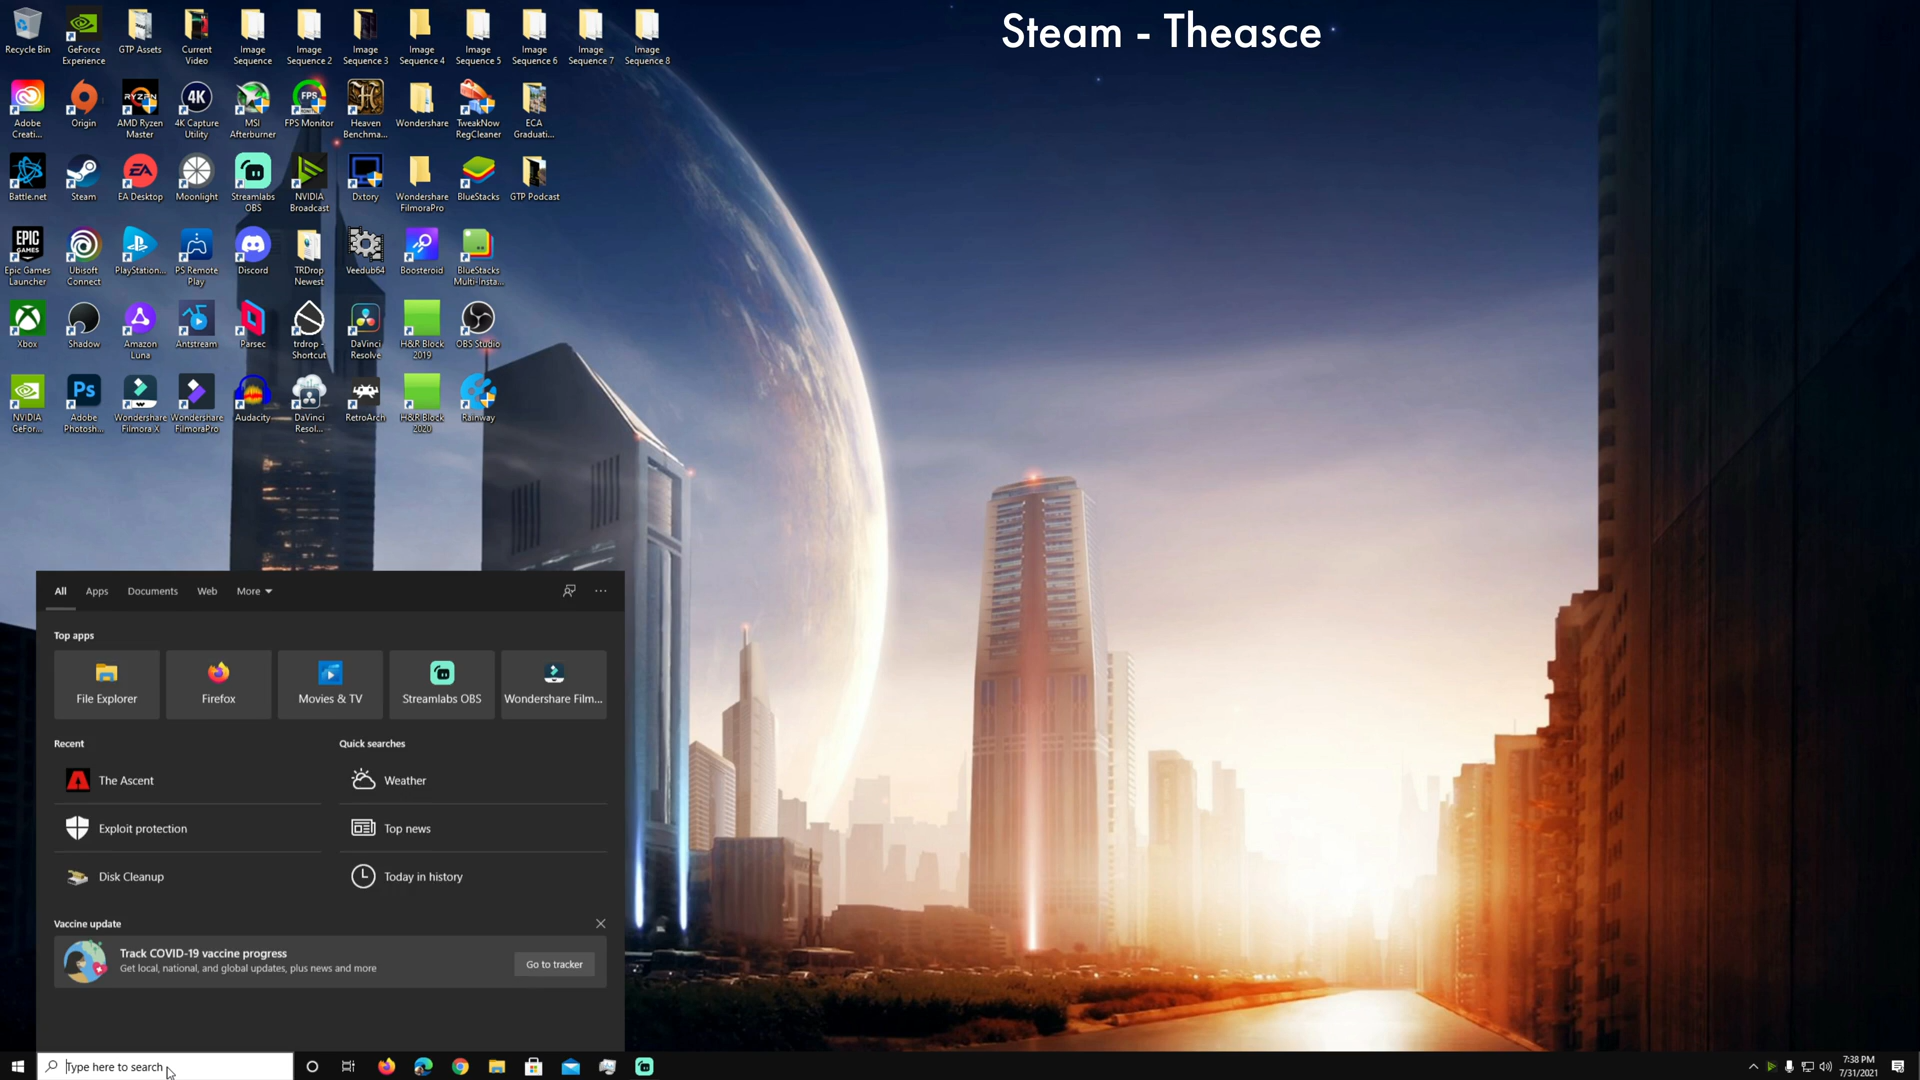 Steam - Theasce
Recycle Bin
GeForce
Experience
GTP Assets
Current
Video
Image
Sequence
Image
Sequence 2
Image
Sequence 3
Image
Sequence 4
Image
Sequence 5
Image
Sequence 6
Image
Sequence 7
Image
Sequence 8
Adobe
Creati...
Origin
RYZEN
AMD Ryzen
Master
4K
4K Capture
Utility
MSI
Afterburner
FPS
FPS Monitor
Heaven
Benchma...
Wondershare
TweakNow
RegCleaner
ECA
Graduati...
Battle.net
Steam
EA
EA Desktop
Moonlight
Streamlabs
OBS
NVIDIA
Broadcast
Dxtory
Wondershare
FilmoraPro
BlueStacks
GTP Podcast
EPIC
GAMES
Epic Games
Launcher
Ubisoft
Connect
PlayStation...
PS Remote
Play
Discord
TRDrop
Newest
Veedub64
Boosteroid
BlueStacks
Multi-Insta...
Xbox
Shadow
Amazon
Luna
Antstream
Parsec
trdrop -
Shortcut
DaVinci
Resolve
H&R Block
2019
OBS Studio
NVIDIA
GeFor...
Ps
Adobe
Photosh...
Wondershare
Filmora X
Wondershare
FilmoraPro
Audacity
DaVinci
Resol...
RetroArch
H&R Block
2020
Rainway
All Apps Documents Web More
Top apps
File Explorer
Firefox
Movies & TV
Streamlabs OBS
Wondershare Film...
Recent
The Ascent
Exploit protection
Disk Cleanup
Quick searches
Weather
Top news
Today in history
Vaccine update
Track COVID-19 vaccine progress
Get local, national, and global updates, plus news and more
Go to tracker
Type here to search
7:38 PM
7/31/2021